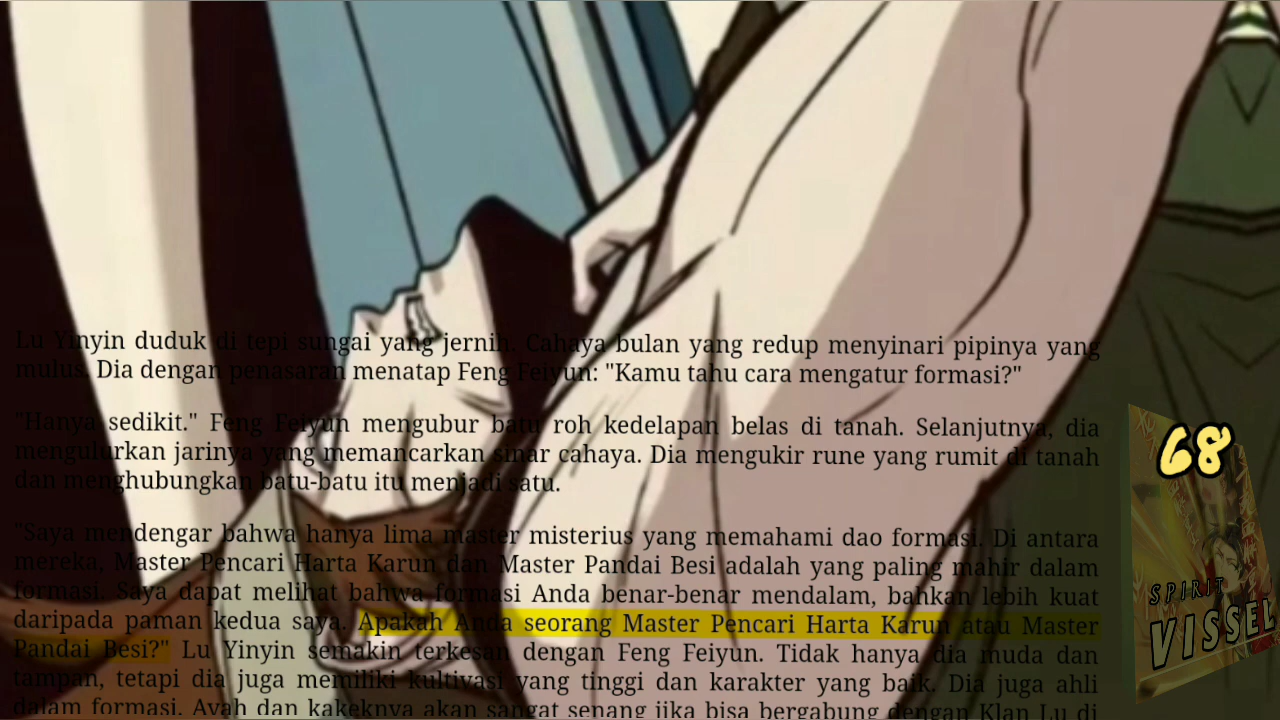 Lu Yinyin duduk di tepi sungai yang jernih. Cahaya bulan yang redup menyinari pipinya yang
mulus. Dia dengan penasaran menatap Feng Feiyun: "Kamu tahu cara mengatur formasi?"
"Hanya sedikit." Feng Feiyun mengubur batu roh kedelapan belas di tanah. Selanjutnya, dia
mengulurkan jarinya yang memancarkan sinar cahaya. Dia mengukir rune yang rumit di tanah
dan menghubungkan batu-batu itu menjadi satu.
"Saya mendengar bahwa hanya lima master misterius yang memahami dao formasi. Di antara
mereka, Master Pencari Harta Karun dan Master Pandai Besi adalah yang paling mahir dalam
formasi. Saya dapat melihat bahwa formasi Anda benar-benar mendalam, bahkan lebih kuat
daripada paman kedua saya. Apakah Anda seorang Master Pencari Harta Karun atau Master
Pandai Besi?" Lu Yinyin semakin terkesan dengan Feng Feiyun. Tidak hanya dia muda dan
tampan, tetapi dia juga memiliki kultivasi yang tinggi dan karakter yang baik. Dia juga ahli
dalam formasi. Ayah dan kakeknya akan sangat senang jika bisa bergabung dengan Klan Lu di
68
SPIRIT
VISSEL